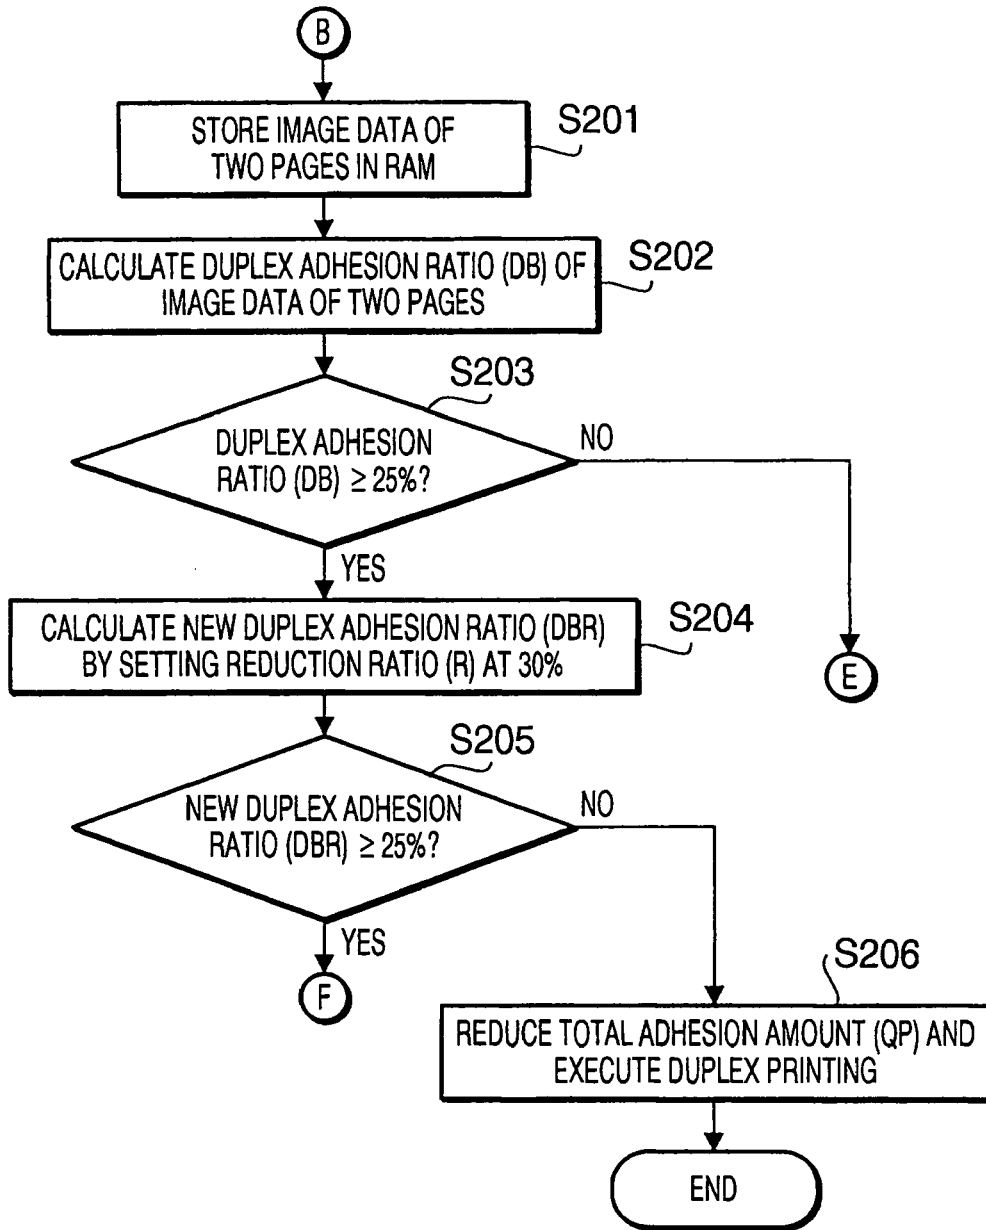 B
STORE IMAGE DATA OF
TWO PAGES IN RAM
S201
CALCULATE DUPLEX ADHESION RATIO (DB) OF
IMAGE DATA OF TWO PAGES
S202
S203
DUPLEX ADHESION
RATIO (DB) ≥ 25%?
NO
YES
CALCULATE NEW DUPLEX ADHESION RATIO (DBR)
BY SETTING REDUCTION RATIO (R) AT 30%
S204
E
S205
NEW DUPLEX ADHESION
RATIO (DBR) ≥ 25%?
NO
YES
F
S206
REDUCE TOTAL ADHESION AMOUNT (QP) AND
EXECUTE DUPLEX PRINTING
END